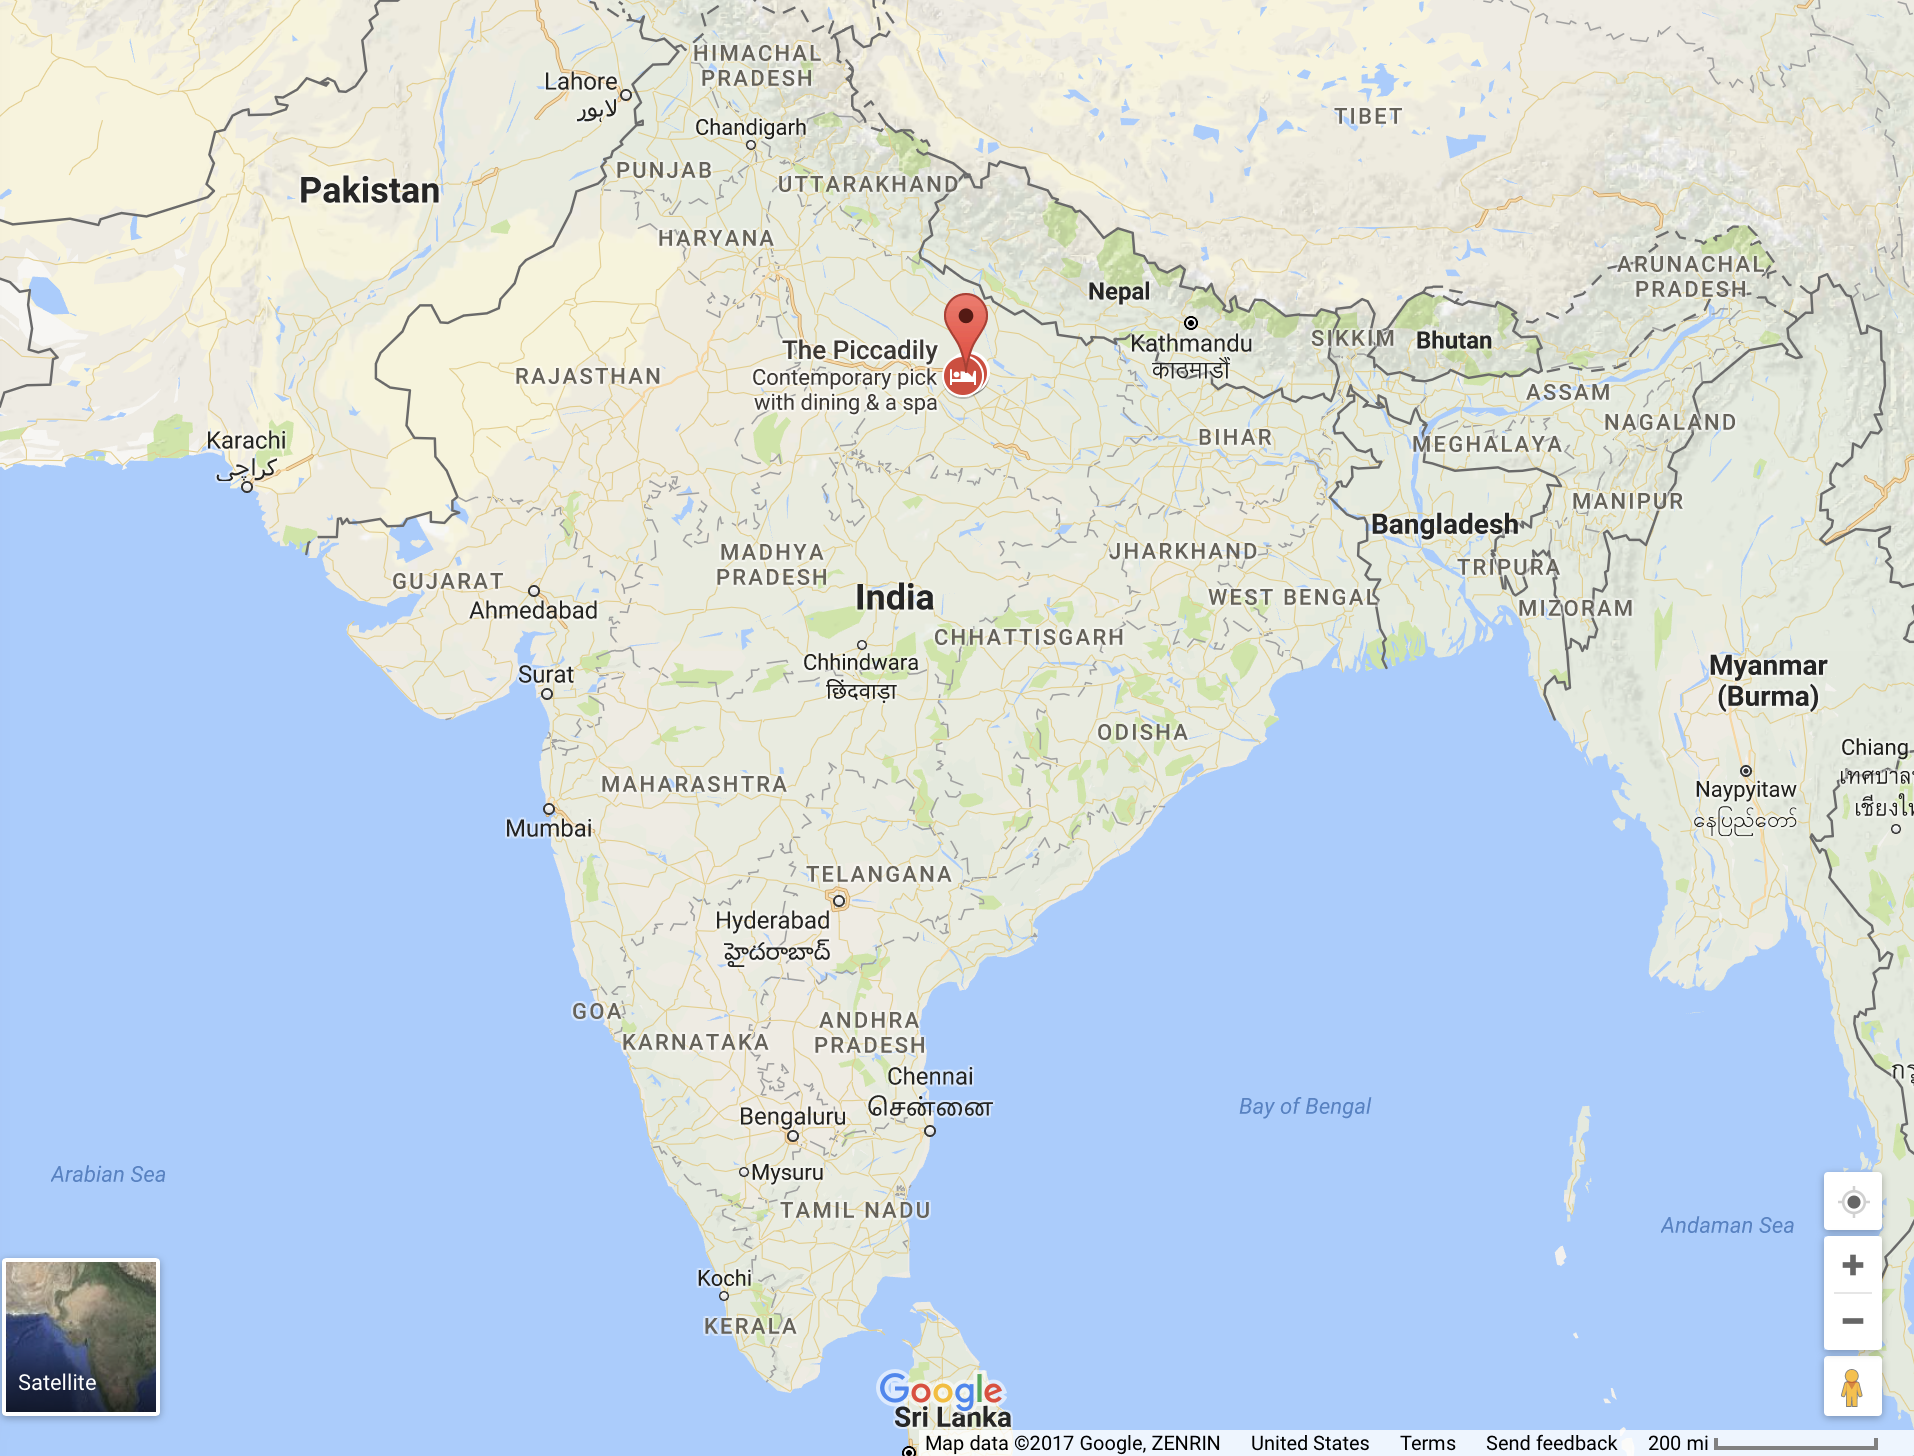 HIMACHAL
PRADESH
Lahore
لاہور
TIBET
Chandigarh
PUNJAB
Pakistan
UTTARAKHAND
HARYANA
ARUNACHAL
PRADESH
Nepal
Kathmandu
काठमाडौं
SIKKIM
Bhutan
The Piccadily
Contemporary pick
with dining & a spa
RAJASTHAN
ASSAM
NAGALAND
Karachi
کراچی
BIHAR
MEGHALAYA
MANIPUR
Bangladesh
MADHYA
PRADESH
JHARKHAND
TRIPURA
GUJARAT
Ahmedabad
India
WEST BENGAL
MIZORAM
CHHATTISGARH
Chhindwara
छिंदवाड़ा
Surat
Myanmar
(Burma)
ODISHA
Chiang
เทศบาล
เชียงให
MAHARASHTRA
Naypyitaw
နေပြည်တော်
Mumbai
TELANGANA
Hyderabad
హైదరాబాద్
GOA
KARNATAKA
ANDHRA
PRADESH
Chennai
சென்னை
Bengaluru
Bay of Bengal
Arabian Sea
Mysuru
TAMIL NADU
Andaman Sea
Kochi
KERALA
Satellite
Google
Sri Lanka
Map data ©2017 Google, ZENRIN United States Terms Send feedback 200 mi